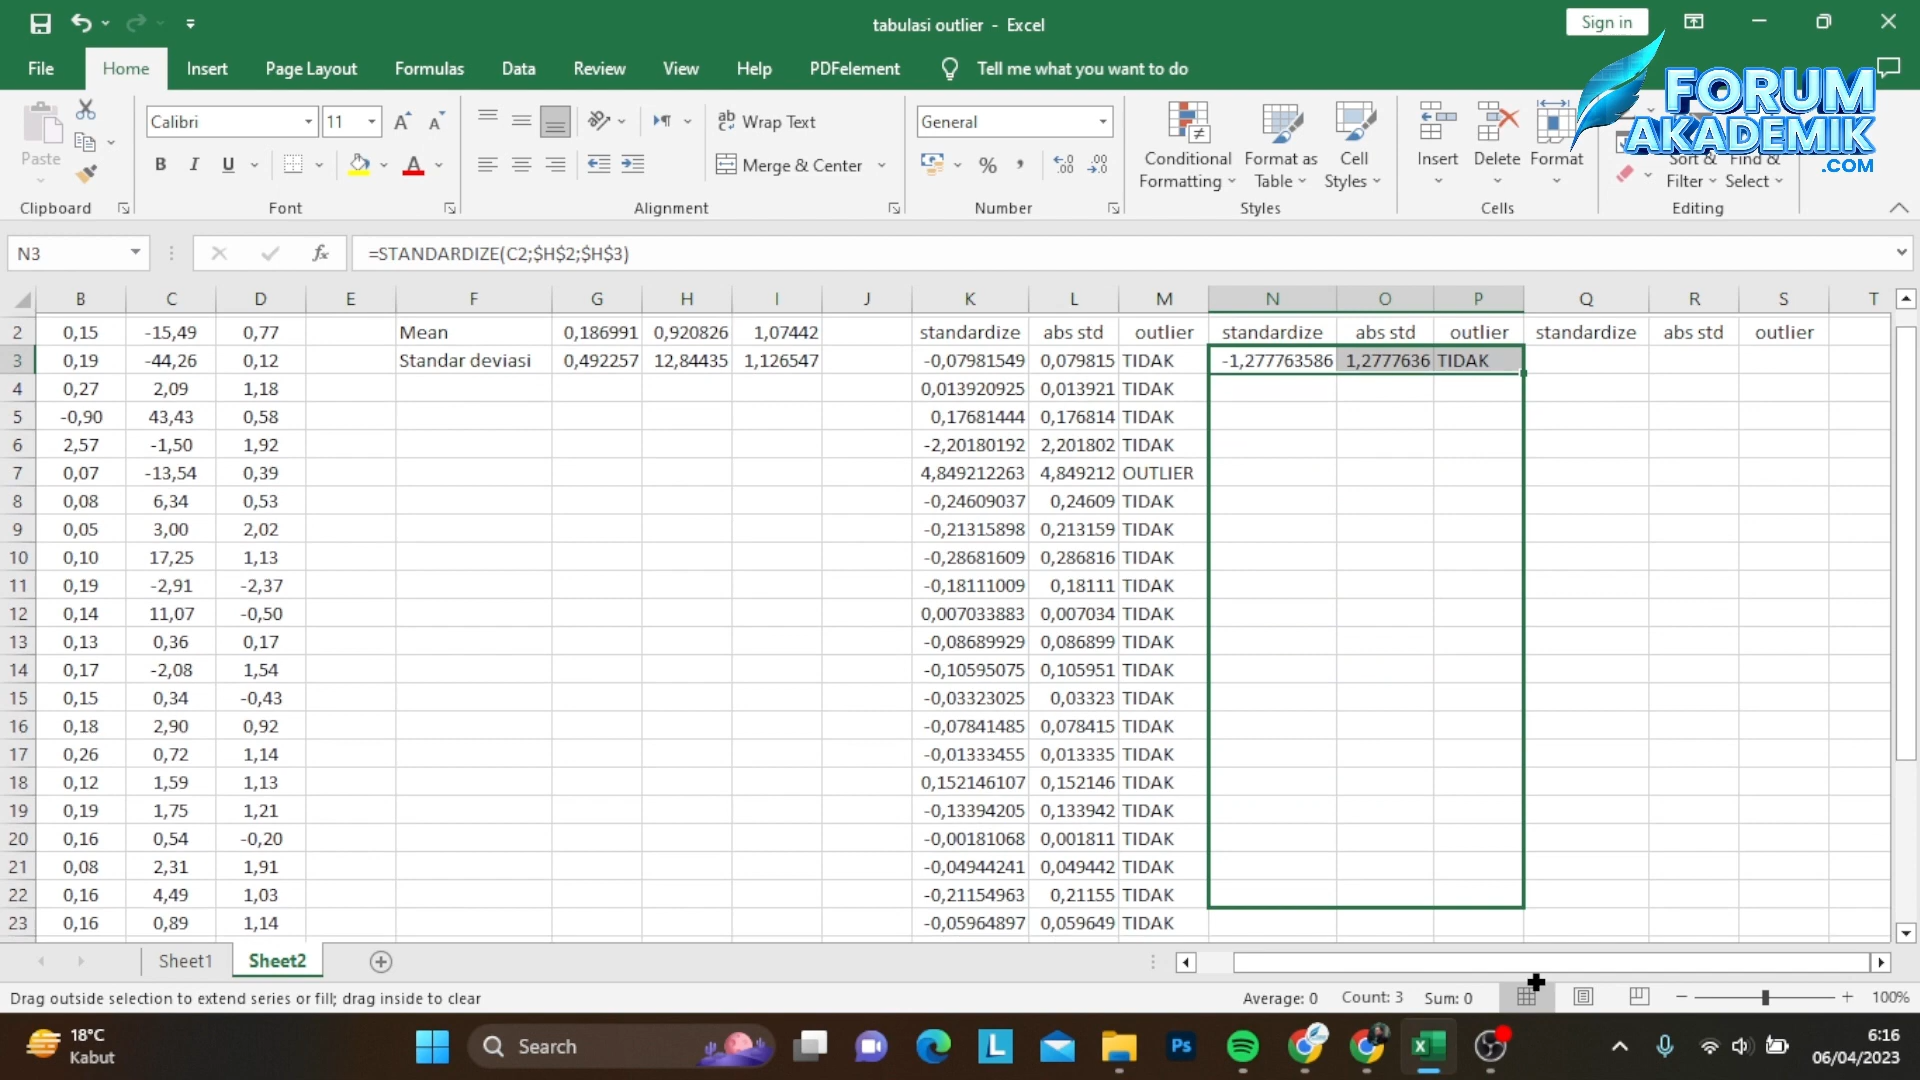 tabulasi outlier - Excel
Sign in
File Home Insert Page Layout Formulas Data Review View Help PDFelement Tell me what you want to do
FORUM
AKADEMIK
.COM
Paste
Calibri 11
B I U
Wrap Text
Merge & Center
General
Conditional Formatting
Format as Table
Cell Styles
Insert Delete Format
Sort & Filter
Find & Select
Clipboard Font Alignment Number Styles Cells Editing
N3 fx =STANDARDIZE(C2;$H$2;$H$3)
B C D E F G H I J K L M N O P Q R S T
2 0,15 -15,49 0,77 Mean 0,186991 0,920826 1,07442 standardize abs std outlier standardize abs std outlier standardize abs std outlier
3 0,19 -44,26 0,12 Standar deviasi 0,492257 12,84435 1,126547 -0,07981549 0,079815 TIDAK -1,277763586 1,2777636 TIDAK
4 0,27 2,09 1,18 0,013920925 0,013921 TIDAK
5 -0,90 43,43 0,58 0,17681444 0,176814 TIDAK
6 2,57 -1,50 1,92 -2,20180192 2,201802 TIDAK
7 0,07 -13,54 0,39 4,849212263 4,849212 OUTLIER
8 0,08 6,34 0,53 -0,24609037 0,24609 TIDAK
9 0,05 3,00 2,02 -0,21315898 0,213159 TIDAK
10 0,10 17,25 1,13 -0,28681609 0,286816 TIDAK
11 0,19 -2,91 -2,37 -0,18111009 0,18111 TIDAK
12 0,14 11,07 -0,50 0,007033883 0,007034 TIDAK
13 0,13 0,36 0,17 -0,08689929 0,086899 TIDAK
14 0,17 -2,08 1,54 -0,10595075 0,105951 TIDAK
15 0,15 0,34 -0,43 -0,03323025 0,03323 TIDAK
16 0,18 2,90 0,92 -0,07841485 0,078415 TIDAK
17 0,26 0,72 1,14 -0,01333455 0,013335 TIDAK
18 0,12 1,59 1,13 0,152146107 0,152146 TIDAK
19 0,19 1,75 1,21 -0,13394205 0,133942 TIDAK
20 0,16 0,54 -0,20 -0,00181068 0,001811 TIDAK
21 0,08 2,31 1,91 -0,04944241 0,049442 TIDAK
22 0,16 4,49 1,03 -0,21154963 0,21155 TIDAK
23 0,16 0,89 1,14 -0,05964897 0,059649 TIDAK
Sheet1 Sheet2
Drag outside selection to extend series or fill; drag inside to clear Average: 0 Count: 3 Sum: 0 100%
18°C
Kabut
Search
6:16
06/04/2023